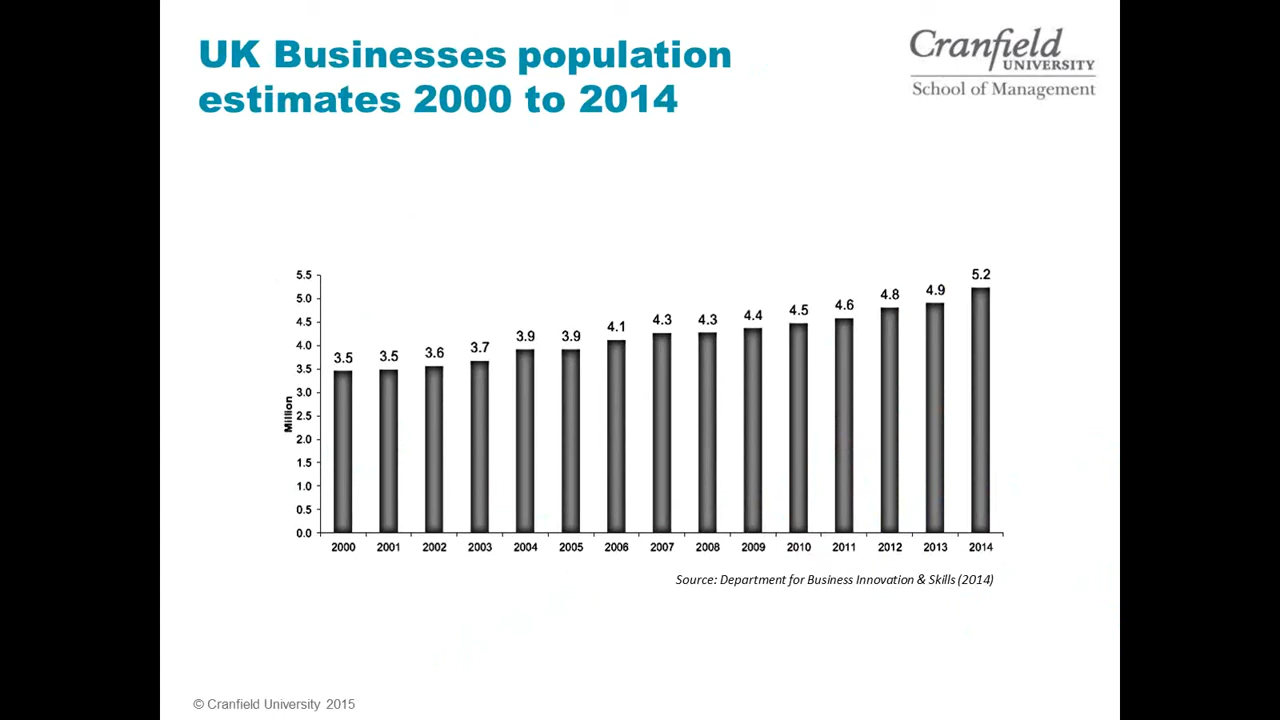 UK Businesses population
estimates 2000 to 2014
Cranfield
UNIVERSITY
School of Management
Million
5.5
5.0
4.5
4.0
3.5
3.0
2.5
2.0
1.5
1.0
0.5
0.0
3.5 3.5 3.6 3.7 3.9 3.9 4.1 4.3 4.3 4.4 4.5 4.6 4.8 4.9 5.2
2000 2001 2002 2003 2004 2005 2006 2007 2008 2009 2010 2011 2012 2013 2014
Source: Department for Business Innovation & Skills (2014)
© Cranfield University 2015